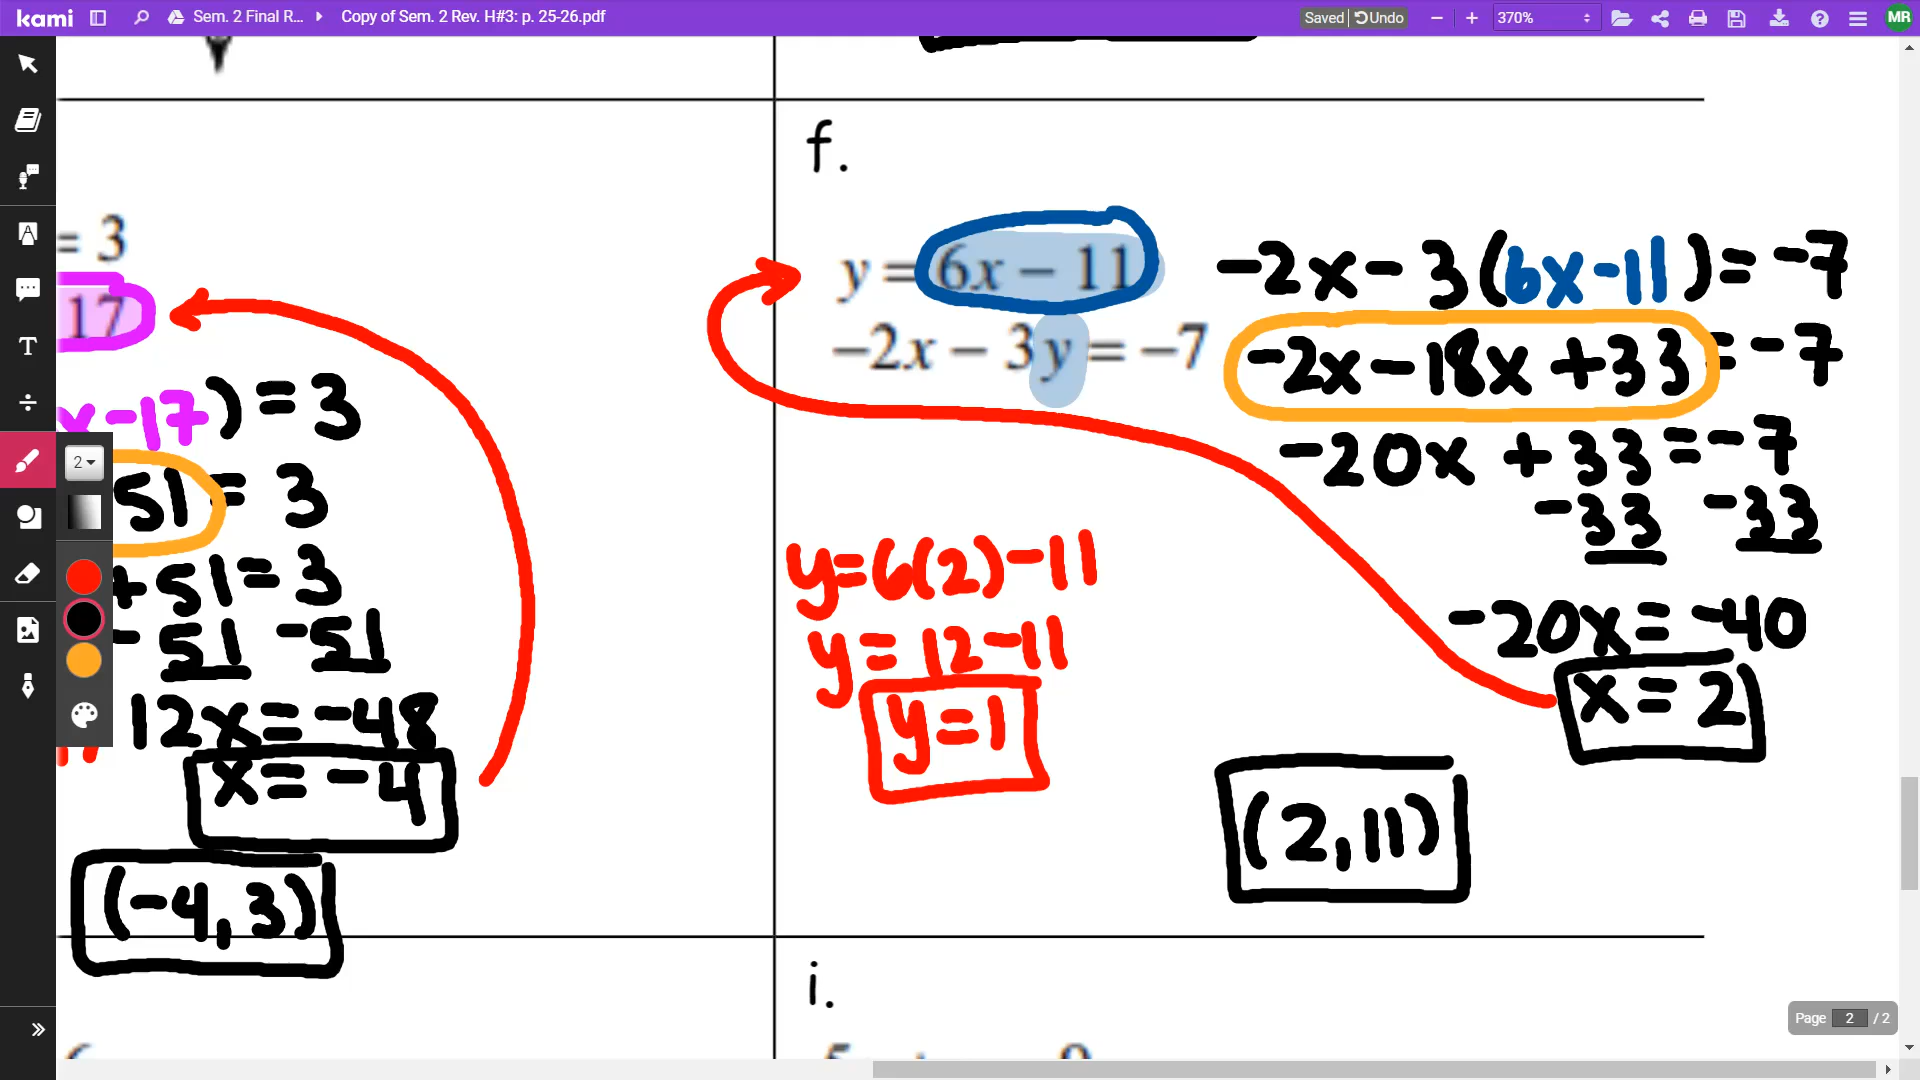 kami Sem. 2 Final R... Copy of Sem. 2 Rev. H#3: p. 25-26.pdf Saved Undo 370% MR
= 3
17
x-17) = 3
51 = 3
+51 = 3
- 51 -51
12x = -48
x = -4
(-4, 3)
2
f.
y = 6x − 11
−2x − 3y = −7
-2x - 3(6x-11) = -7
-2x - 18x + 33 = -7
-20x + 33 = -7
-33 -33
-20x = -40
x = 2
y = 6(2) - 11
y = 12 - 11
y = 1
(2, 11)
i.
Page 2 / 2